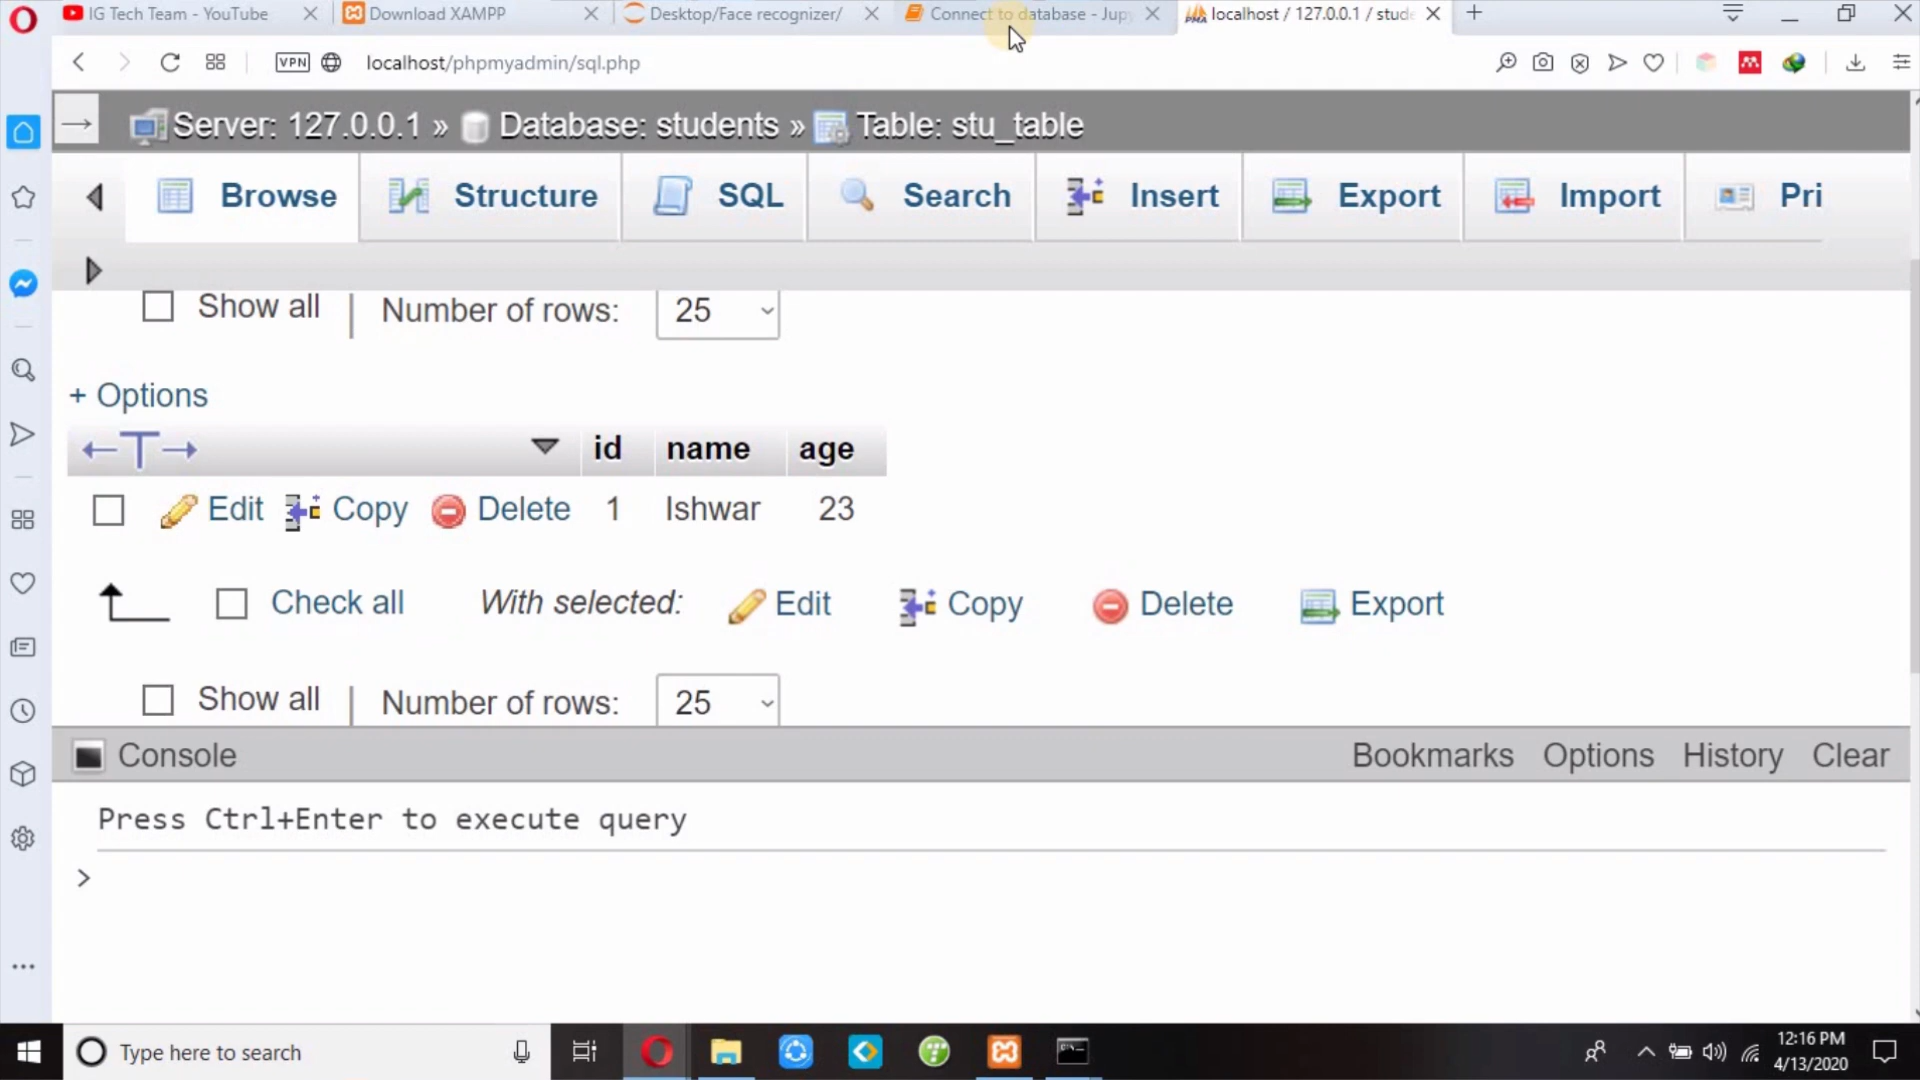 IG Tech Team - YouTube
Download XAMPP
Desktop/Face recognizer/
Connect to database - Jupy
localhost / 127.0.0.1 / stude
VPN
localhost/phpmyadmin/sql.php
Server: 127.0.0.1 » Database: students » Table: stu_table
Browse Structure SQL Search Insert Export Import Pri
Show all | Number of rows: 25
+ Options
←T→ id name age
Edit Copy Delete 1 Ishwar 23
Check all With selected: Edit Copy Delete Export
Show all | Number of rows: 25
Console Bookmarks Options History Clear
Press Ctrl+Enter to execute query
>
Type here to search
12:16 PM
4/13/2020